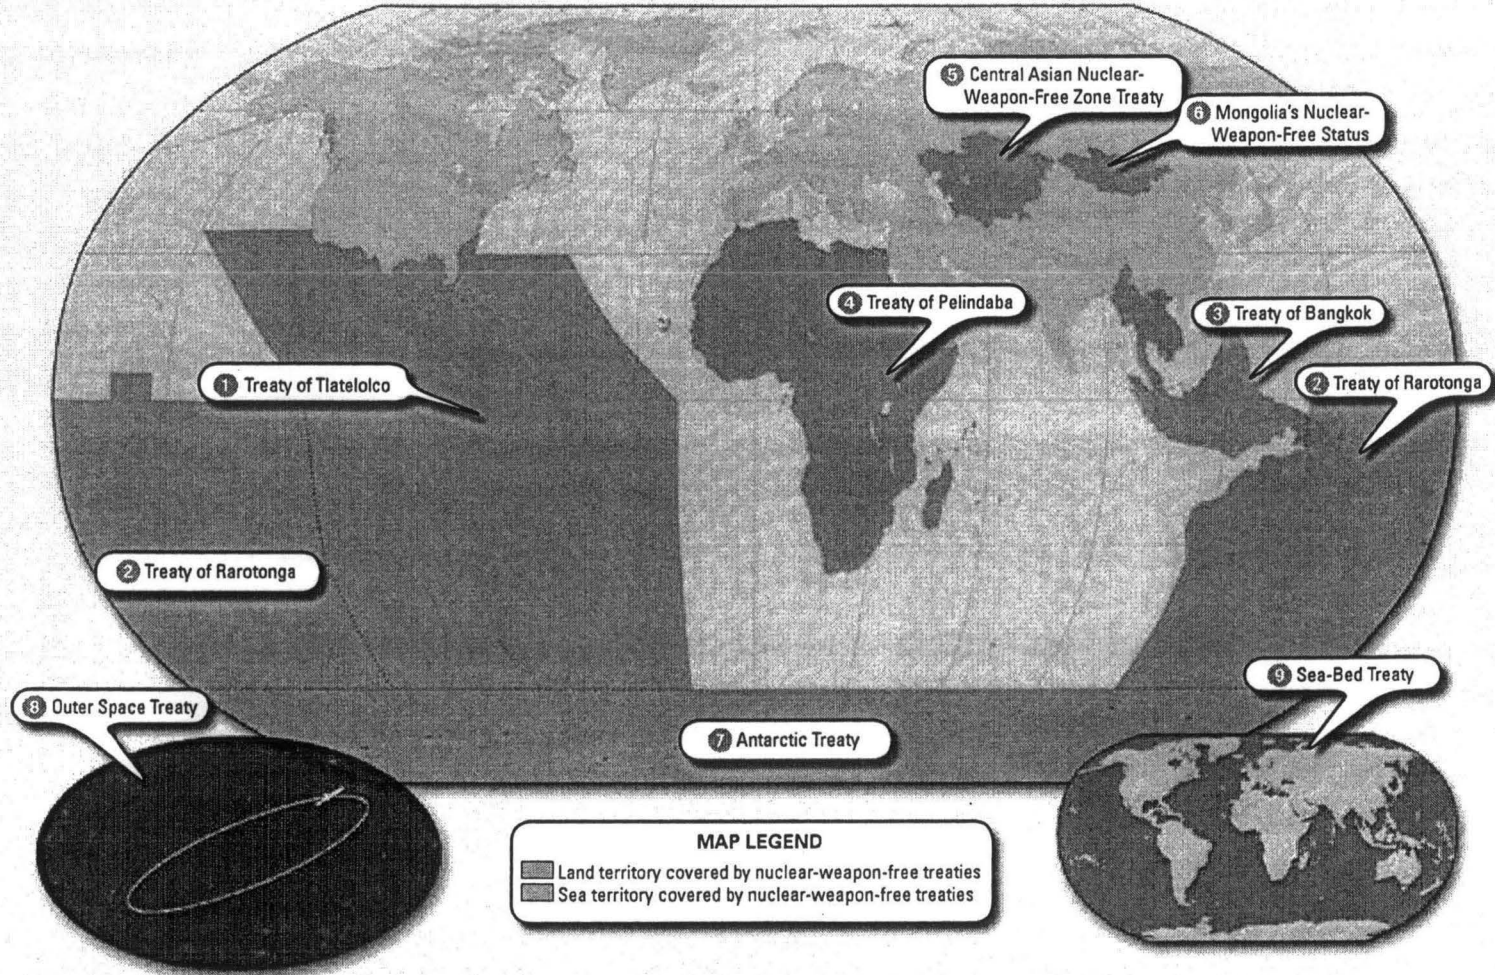 5 Central Asian Nuclear-
Weapon-Free Zone Treaty
6 Mongolia's Nuclear-
Weapon-Free Status
4 Treaty of Pelindaba
3 Treaty of Bangkok
1 Treaty of Tlatelolco
2 Treaty of Rarotonga
2 Treaty of Rarotonga
9 Sea-Bed Treaty
8 Outer Space Treaty
7 Antarctic Treaty
MAP LEGEND
Land territory covered by nuclear-weapon-free treaties
Sea territory covered by nuclear-weapon-free treaties